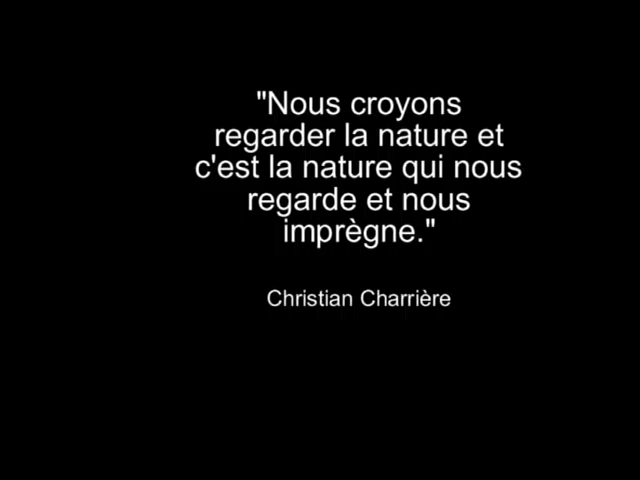 "Nous croyons
regarder la nature et
c'est la nature qui nous
regarde et nous
imprègne."
Christian Charrière